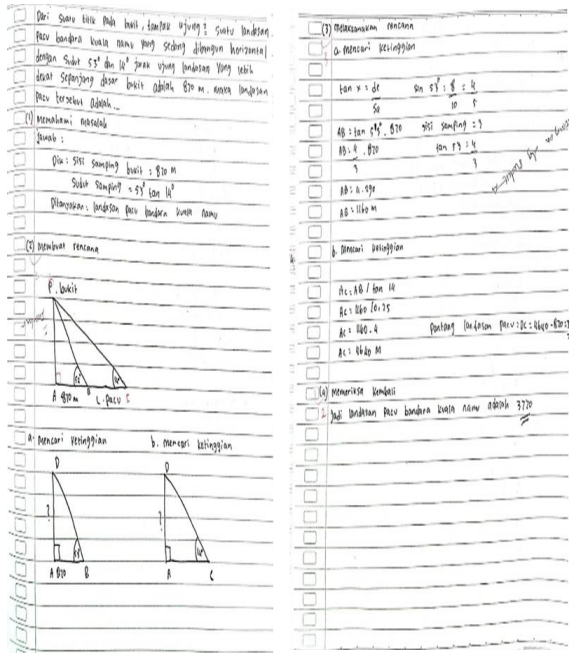 Dari suatu titik pada bukit, tampak ujung2 suatu landasan
pacu bandara kuala namu yang sedang dibangun horizontal
dengan sudut 53° dan 14° jarak ujung landasan yang lebih
dekat sepanjang dasar bukit adalah 870 m. maka landasan
pacu tersebut adalah...
(1) Memahami masalah
Jawab:
Dik: sisi samping bukit = 870 m
Sudut samping = 53° tan 14°
Ditanyakan: landasan pacu bandara kuala namu
(2) Membuat rencana
P. bukit
A 870 m B L. pacu C
a. Mencari ketinggian b. Mencari ketinggian
D D
? ?
53 14°
A 870 B A C
(3) Melaksanakan rencana
a. Mencari ketinggian
tan x = de
sa
sin 53° = 8 = 4
10 5
AB = tan 53°. 870 sisi samping = 3
AB = 4 . 870 tan 53 = 4
3 3
AB = 4. 290
AB = 1160 m
b. Mencari ketinggian
AC = AB / tan 14
AC = 1160 / 0.25
AC = 1160. 4 Pantang landasan pacu = DC = 4640 - 870 =
AC = 4640 M
(4) Memeriksa kembali
Jadi landasan pacu bandara kuala namu adalah 3770